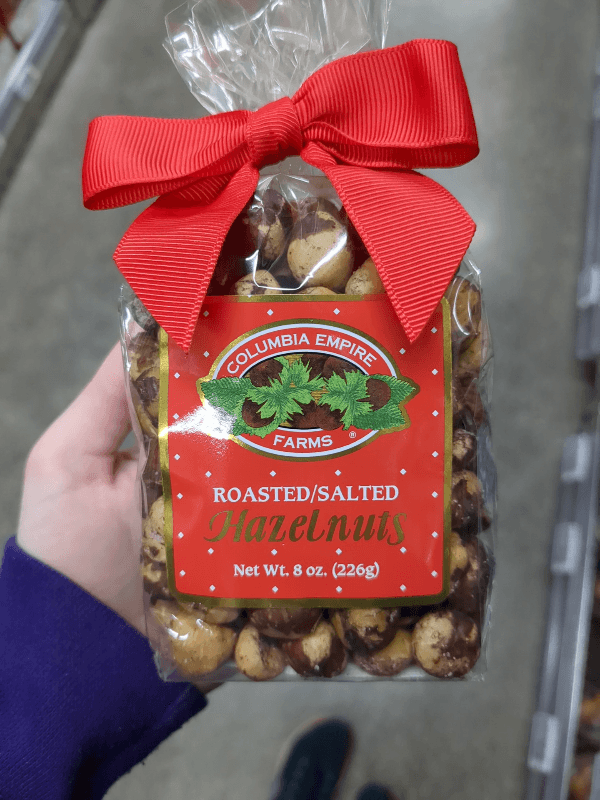 COLUMBIA EMPIRE
FARMS ®
ROASTED/SALTED
Hazelnuts
Net Wt. 8 oz. (226g)